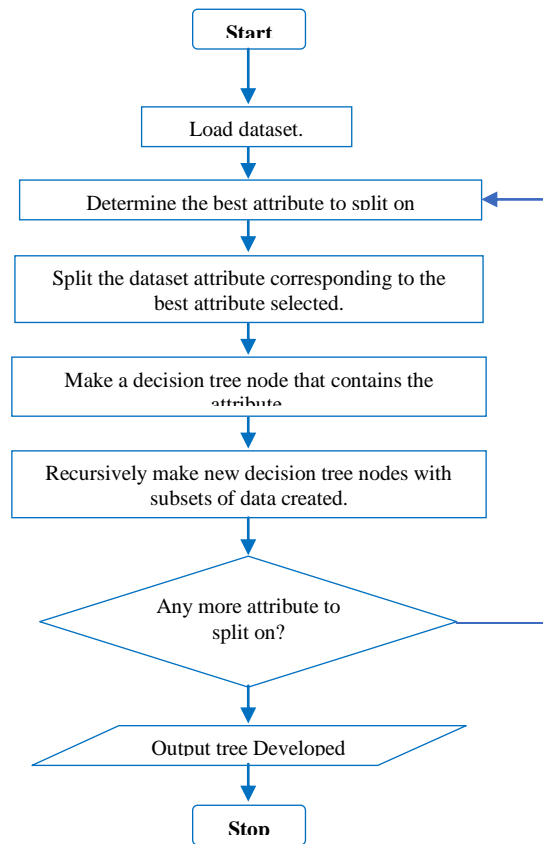 Start
Load dataset.
Determine the best attribute to split on
Split the dataset attribute corresponding to the
best attribute selected.
Make a decision tree node that contains the
attribute
Recursively make new decision tree nodes with
subsets of data created.
Any more attribute to
split on?
Output tree Developed
Stop